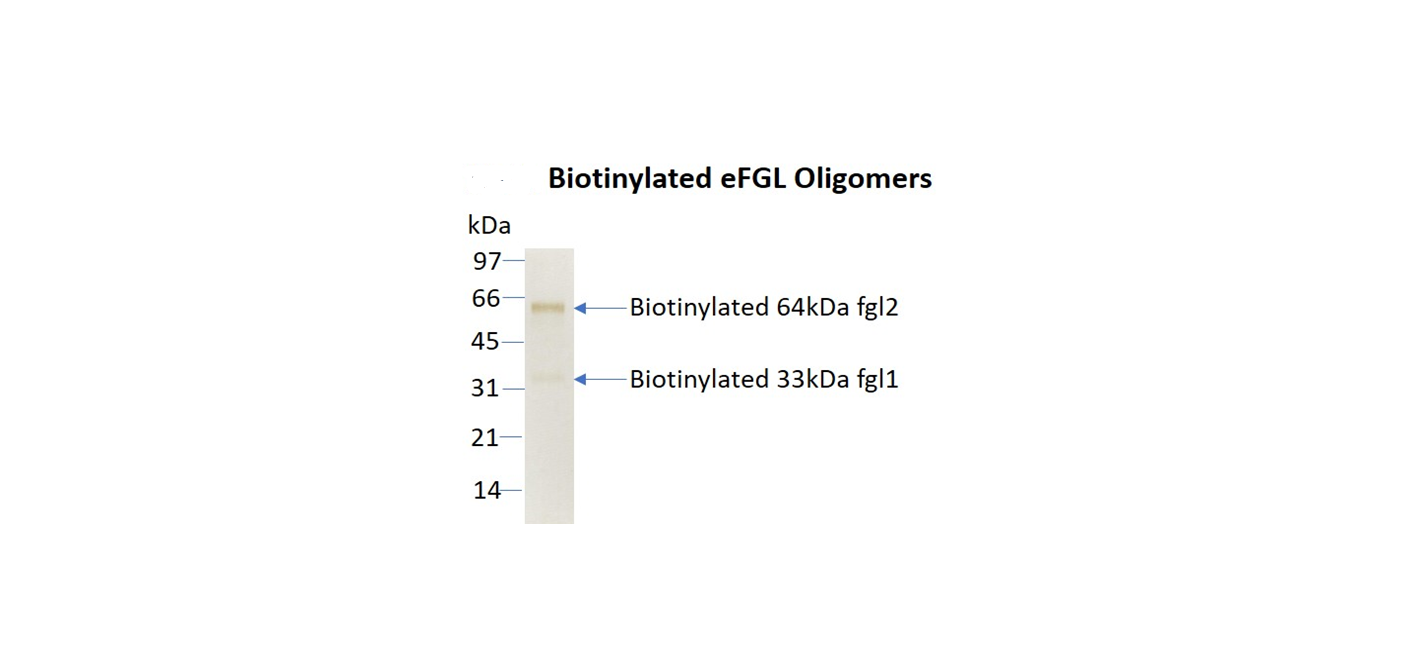 Biotinylated eFGL Oligomers
kDa
97
66
Biotinylated 64kDa fgl2
45
Biotinylated 33kDa fgl1
31
21
14